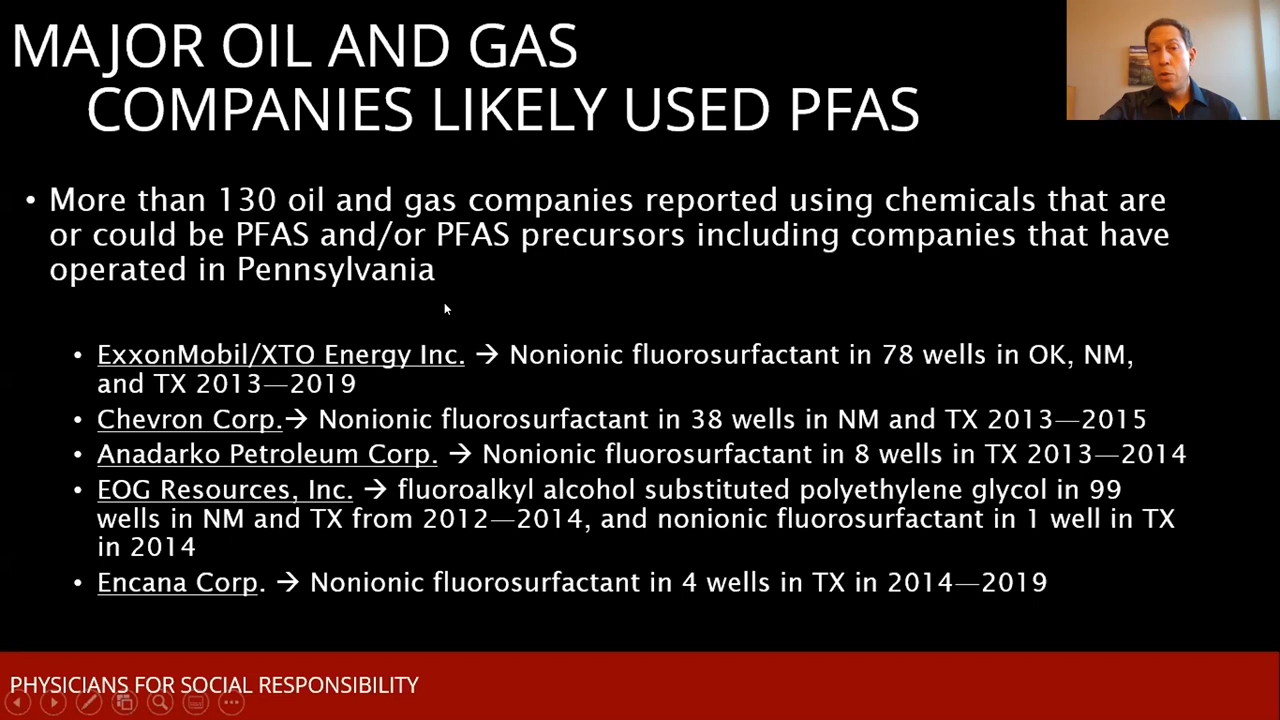 MAJOR OIL AND GAS
COMPANIES LIKELY USED PFAS
• More than 130 oil and gas companies reported using chemicals that are
or could be PFAS and/or PFAS precursors including companies that have
operated in Pennsylvania
• ExxonMobil/XTO Energy Inc. → Nonionic fluorosurfactant in 78 wells in OK, NM,
and TX 2013—2019
• Chevron Corp.→ Nonionic fluorosurfactant in 38 wells in NM and TX 2013—2015
• Anadarko Petroleum Corp. → Nonionic fluorosurfactant in 8 wells in TX 2013—2014
• EOG Resources, Inc. → fluoroalkyl alcohol substituted polyethylene glycol in 99
wells in NM and TX from 2012—2014, and nonionic fluorosurfactant in 1 well in TX
in 2014
• Encana Corp. → Nonionic fluorosurfactant in 4 wells in TX in 2014—2019
PHYSICIANS FOR SOCIAL RESPONSIBILITY